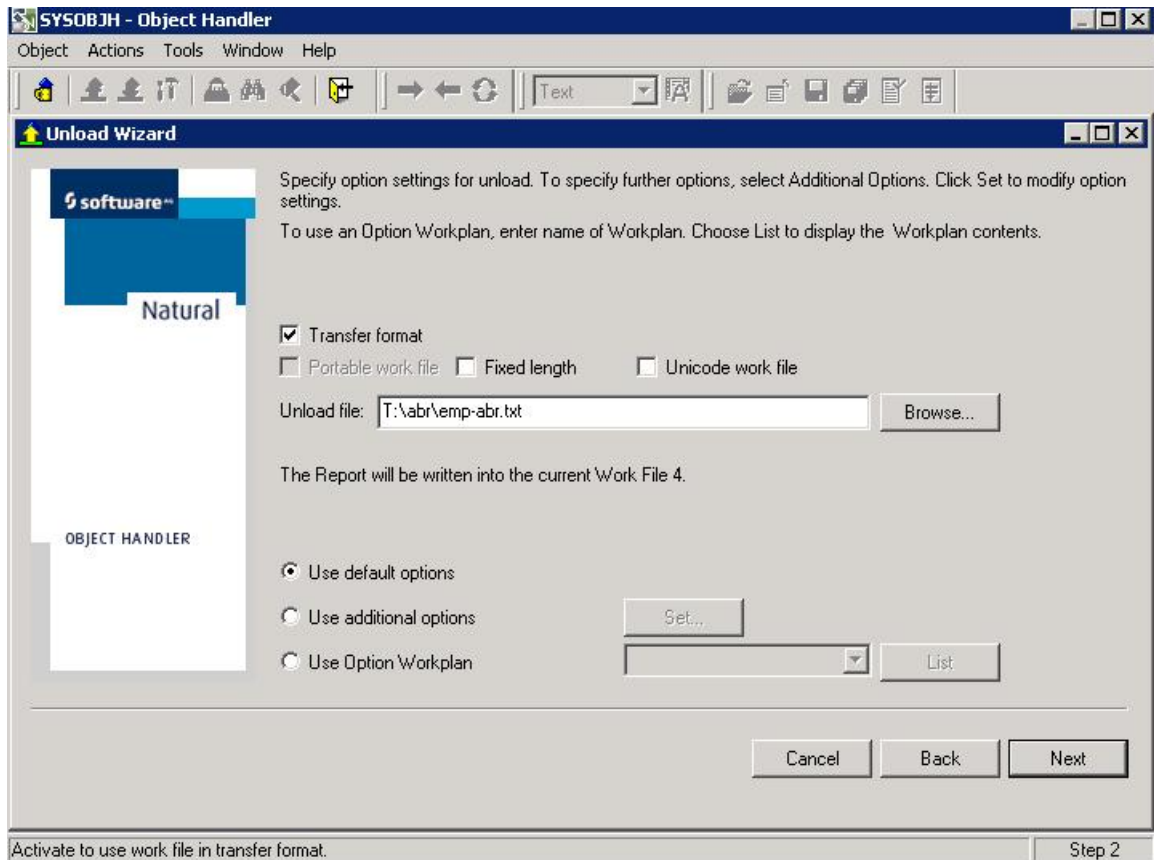 SYSOBJH - Object Handler
Object Actions Tools Window Help
Text
Unload Wizard
software AG
Natural
OBJECT HANDLER
Specify option settings for unload. To specify further options, select Additional Options. Click Set to modify option
settings.
To use an Option Workplan, enter name of Workplan. Choose List to display the Workplan contents.
Transfer format
Portable work file Fixed length Unicode work file
Unload file: T:\abr\emp-abr.txt Browse...
The Report will be written into the current Work File 4.
Use default options
Use additional options Set...
Use Option Workplan List
Cancel Back Next
Activate to use work file in transfer format. Step 2